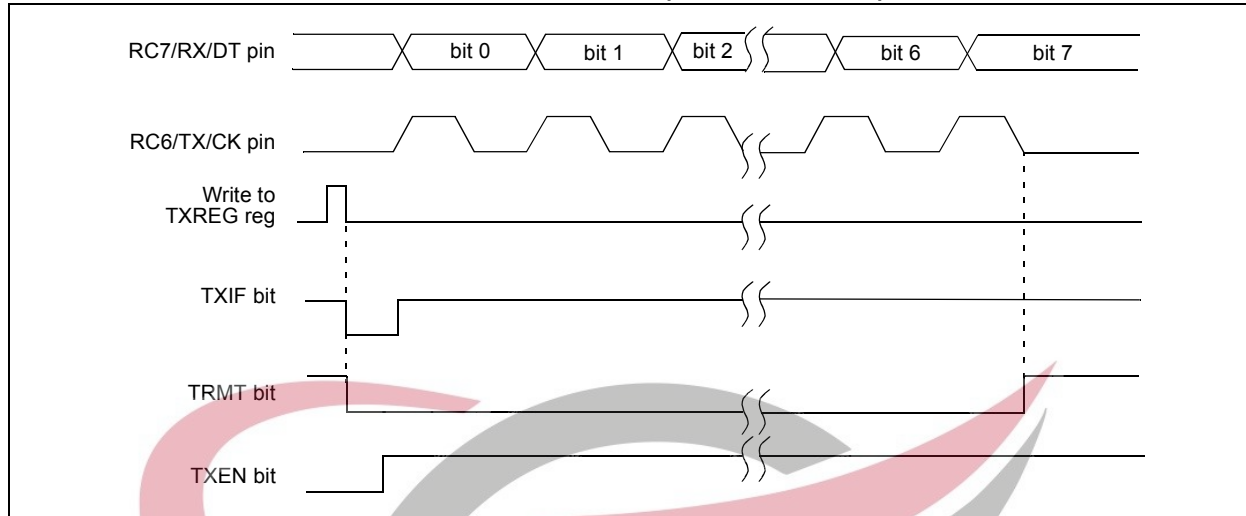 RC7/RX/DT pin
bit 0
bit 1
bit 2
bit 6
bit 7
RC6/TX/CK pin
Write to
TXREG reg
TXIF bit
TRMT bit
TXEN bit